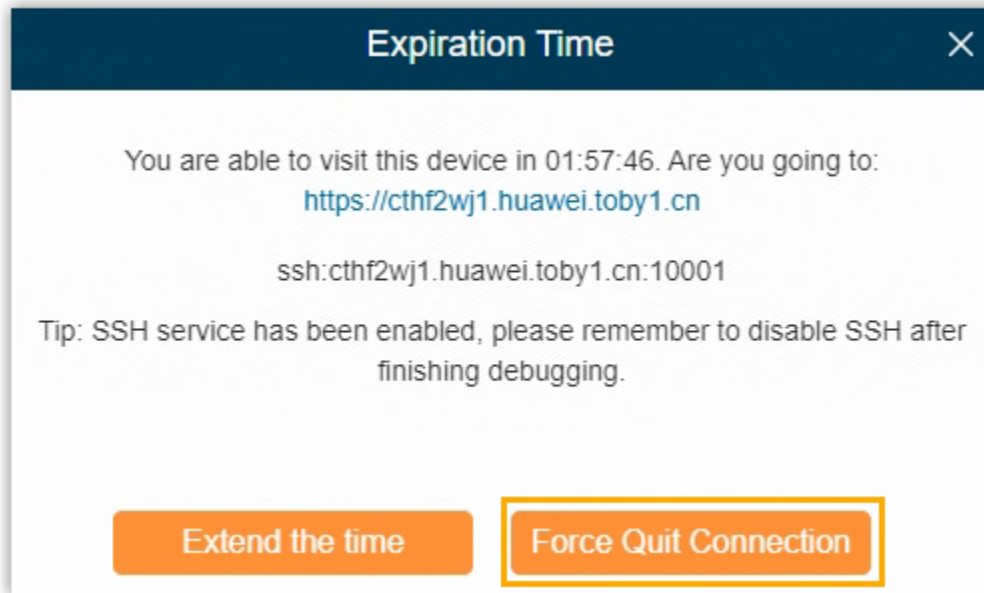 Expiration Time
You are able to visit this device in 01:57:46. Are you going to:
https://cthf2wj1.huawei.toby1.cn
ssh:cthf2wj1.huawei.toby1.cn:10001
Tip: SSH service has been enabled, please remember to disable SSH after
finishing debugging.
Extend the time
Force Quit Connection